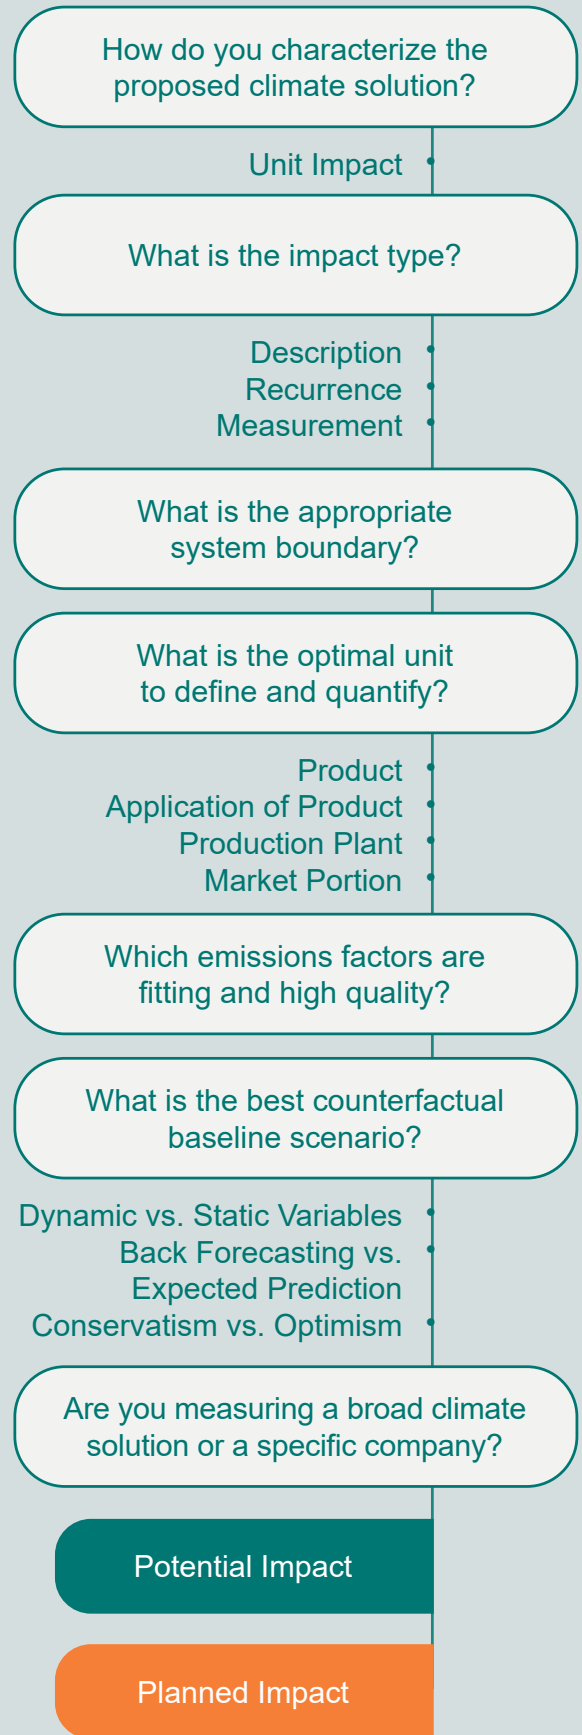 How do you characterize the
proposed climate solution?
Unit Impact
What is the impact type?
Description
Recurrence
Measurement
What is the appropriate
system boundary?
What is the optimal unit
to define and quantify?
Product
Application of Product
Production Plant
Market Portion
Which emissions factors are
fitting and high quality?
What is the best counterfactual
baseline scenario?
Dynamic vs. Static Variables
Back Forecasting vs.
Expected Prediction
Conservatism vs. Optimism
Are you measuring a broad climate
solution or a specific company?
Potential Impact
Planned Impact